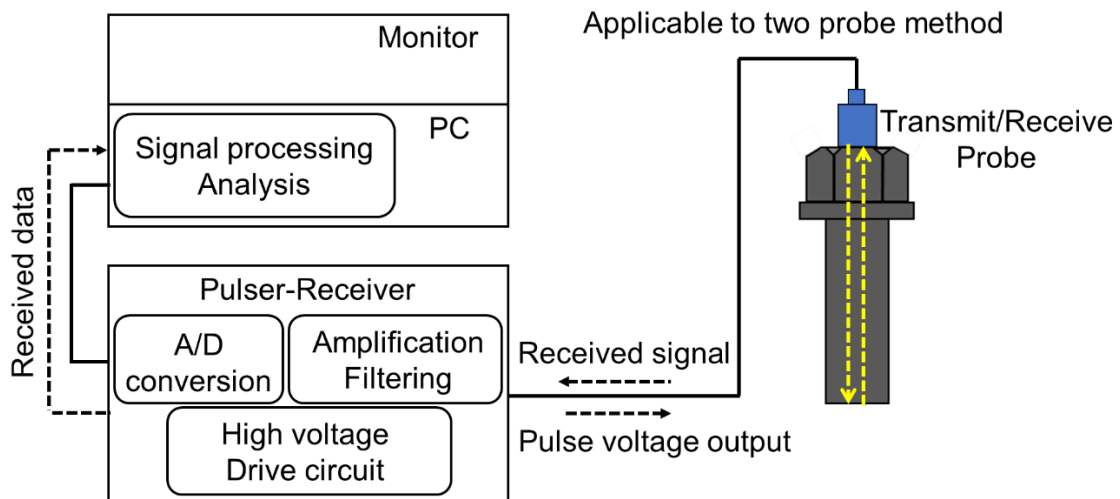 Monitor
PC
Signal processing
Analysis
Received data
Pulser-Receiver
A/D
conversion
Amplification
Filtering
High voltage
Drive circuit
Applicable to two probe method
Transmit/Receive
Probe
Received signal
Pulse voltage output